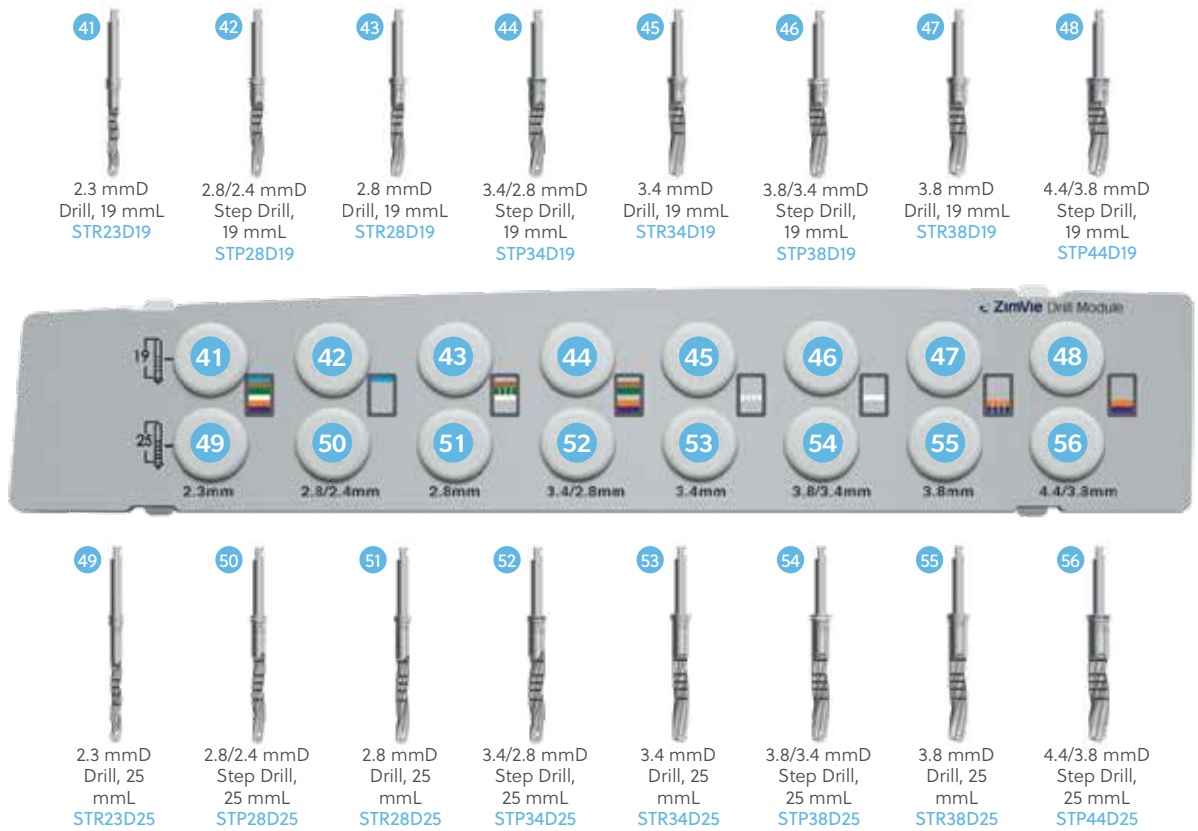 41
42
43
44
45
46
47
48
2.3 mmD
Drill, 19 mmL
STR23D19
2.8/2.4 mmD
Step Drill,
19 mmL
STP28D19
2.8 mmD
Drill, 19 mmL
STR28D19
3.4/2.8 mmD
Step Drill,
19 mmL
STP34D19
3.4 mmD
Drill, 19 mmL
STR34D19
3.8/3.4 mmD
Step Drill,
19 mmL
STP38D19
3.8 mmD
Drill, 19 mmL
STR38D19
4.4/3.8 mmD
Step Drill,
19 mmL
STP44D19
ZimVie Drill Module
19
41
42
43
44
45
46
47
48
25
49
50
51
52
53
54
55
56
2.3mm
2.8/2.4mm
2.8mm
3.4/2.8mm
3.4mm
3.8/3.4mm
3.8mm
4.4/3.8mm
49
50
51
52
53
54
55
56
2.3 mmD
Drill, 25
mmL
STR23D25
2.8/2.4 mmD
Step Drill,
25 mmL
STP28D25
2.8 mmD
Drill, 25
mmL
STR28D25
3.4/2.8 mmD
Step Drill,
25 mmL
STP34D25
3.4 mmD
Drill, 25
mmL
STR34D25
3.8/3.4 mmD
Step Drill,
25 mmL
STP38D25
3.8 mmD
Drill, 25
mmL
STR38D25
4.4/3.8 mmD
Step Drill,
25 mmL
STP44D25